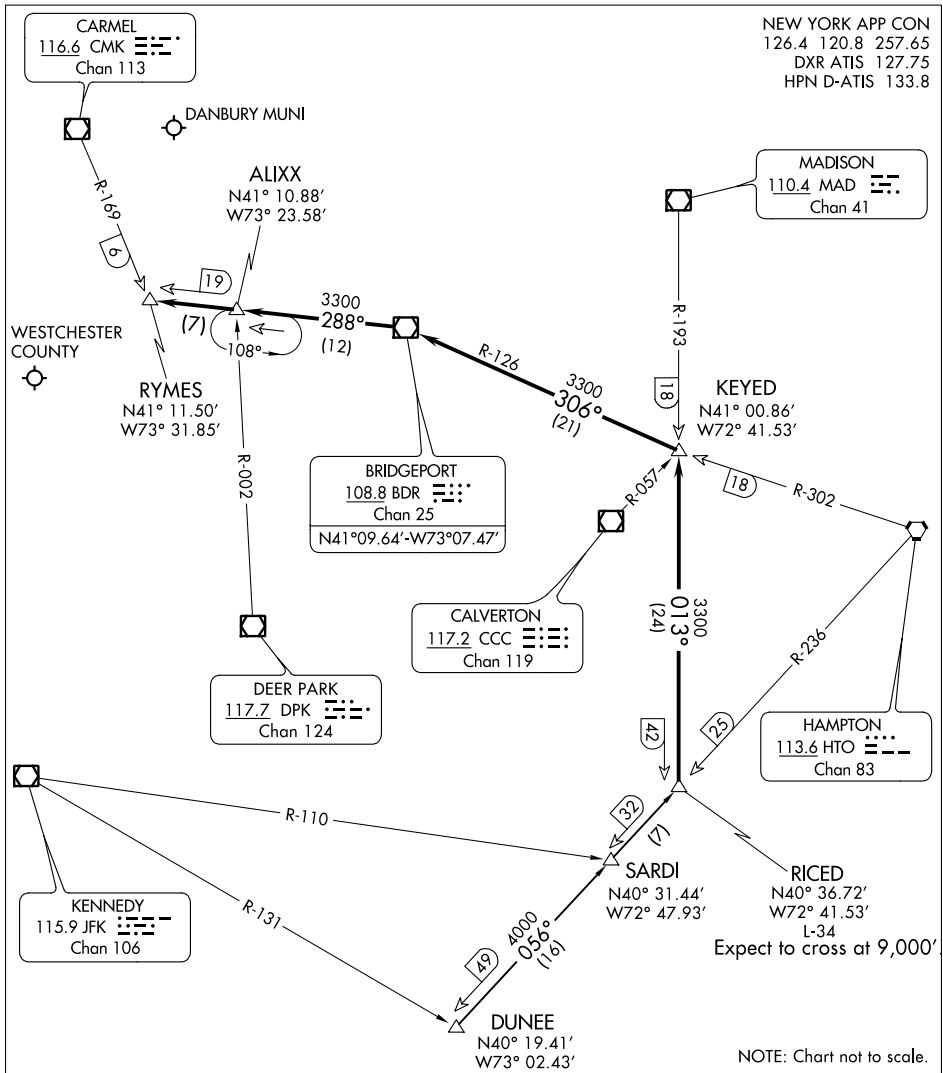 CARMEL
116.6 CMK
Chan 113
NEW YORK APP CON
126.4 120.8 257.65
DXR ATIS 127.75
HPN D-ATIS 133.8
DANBURY MUNI
ALIXX
N41° 10.88′
W73° 23.58′
MADISON
110.4 MAD
Chan 41
R-169
6
19
(7)
3300
288°
(12)
108°
R-193
18
WESTCHESTER
COUNTY
RYMES
N41° 11.50′
W73° 31.85′
R-126
3300
306°
(21)
KEYED
N41° 00.86′
W72° 41.53′
R-002
BRIDGEPORT
108.8 BDR
Chan 25
N41°09.64′-W73°07.47′
R-057
18
R-302
CALVERTON
117.2 CCC
Chan 119
3300
013°
(24)
R-236
DEER PARK
117.7 DPK
Chan 124
HAMPTON
113.6 HTO
Chan 83
42
25
R-110
32
(7)
KENNEDY
115.9 JFK
Chan 106
R-131
SARDI
N40° 31.44′
W72° 47.93′
RICED
N40° 36.72′
W72° 41.53′
L-34
Expect to cross at 9,000′.
4000
056°
(16)
49
DUNEE
N40° 19.41′
W73° 02.43′
NOTE: Chart not to scale.